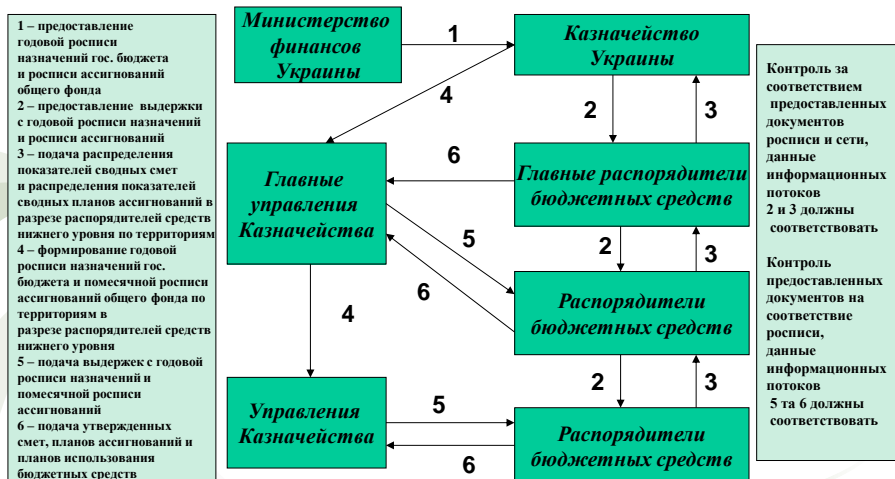 1 – предоставление
годовой росписи
назначений гос. бюджета
и росписи ассигнований
общего фонда
2 – предоставление выдержки
с годовой росписи назначений
и росписи ассигнований
3 – подача распределения
показателей сводных смет
и распределения показателей
сводных планов ассигнований в
разрезе распорядителей средств
нижнего уровня по территориям
4 – формирование годовой
росписи назначений гос.
бюджета и помесячной росписи
ассигнований общего фонда по
территориям в
разрезе распорядителей средств
нижнего уровня
5 – подача выдержек с годовой
росписи назначений и
помесячной росписи
ассигнований
6 – подача утвержденных
смет, планов ассигнований и
планов использования
бюджетных средств
Министерство
финансов
Украины
1
Казначейство
Украины
4
2
3
Главные
управления
Казначейства
6
Главные распорядители
бюджетных средств
5
2
3
6
Распорядители
бюджетных средств
4
2
3
Управления
Казначейства
5
6
Распорядители
бюджетных средств
Контроль за
соответствием
предоставленных
документов
росписи и сети,
данные
информационных
потоков
2 и 3 должны
соответствовать
Контроль
предоставленных
документов на
соответствие
росписи,
данные
информационных
потоков
5 та 6 должны
соответствовать